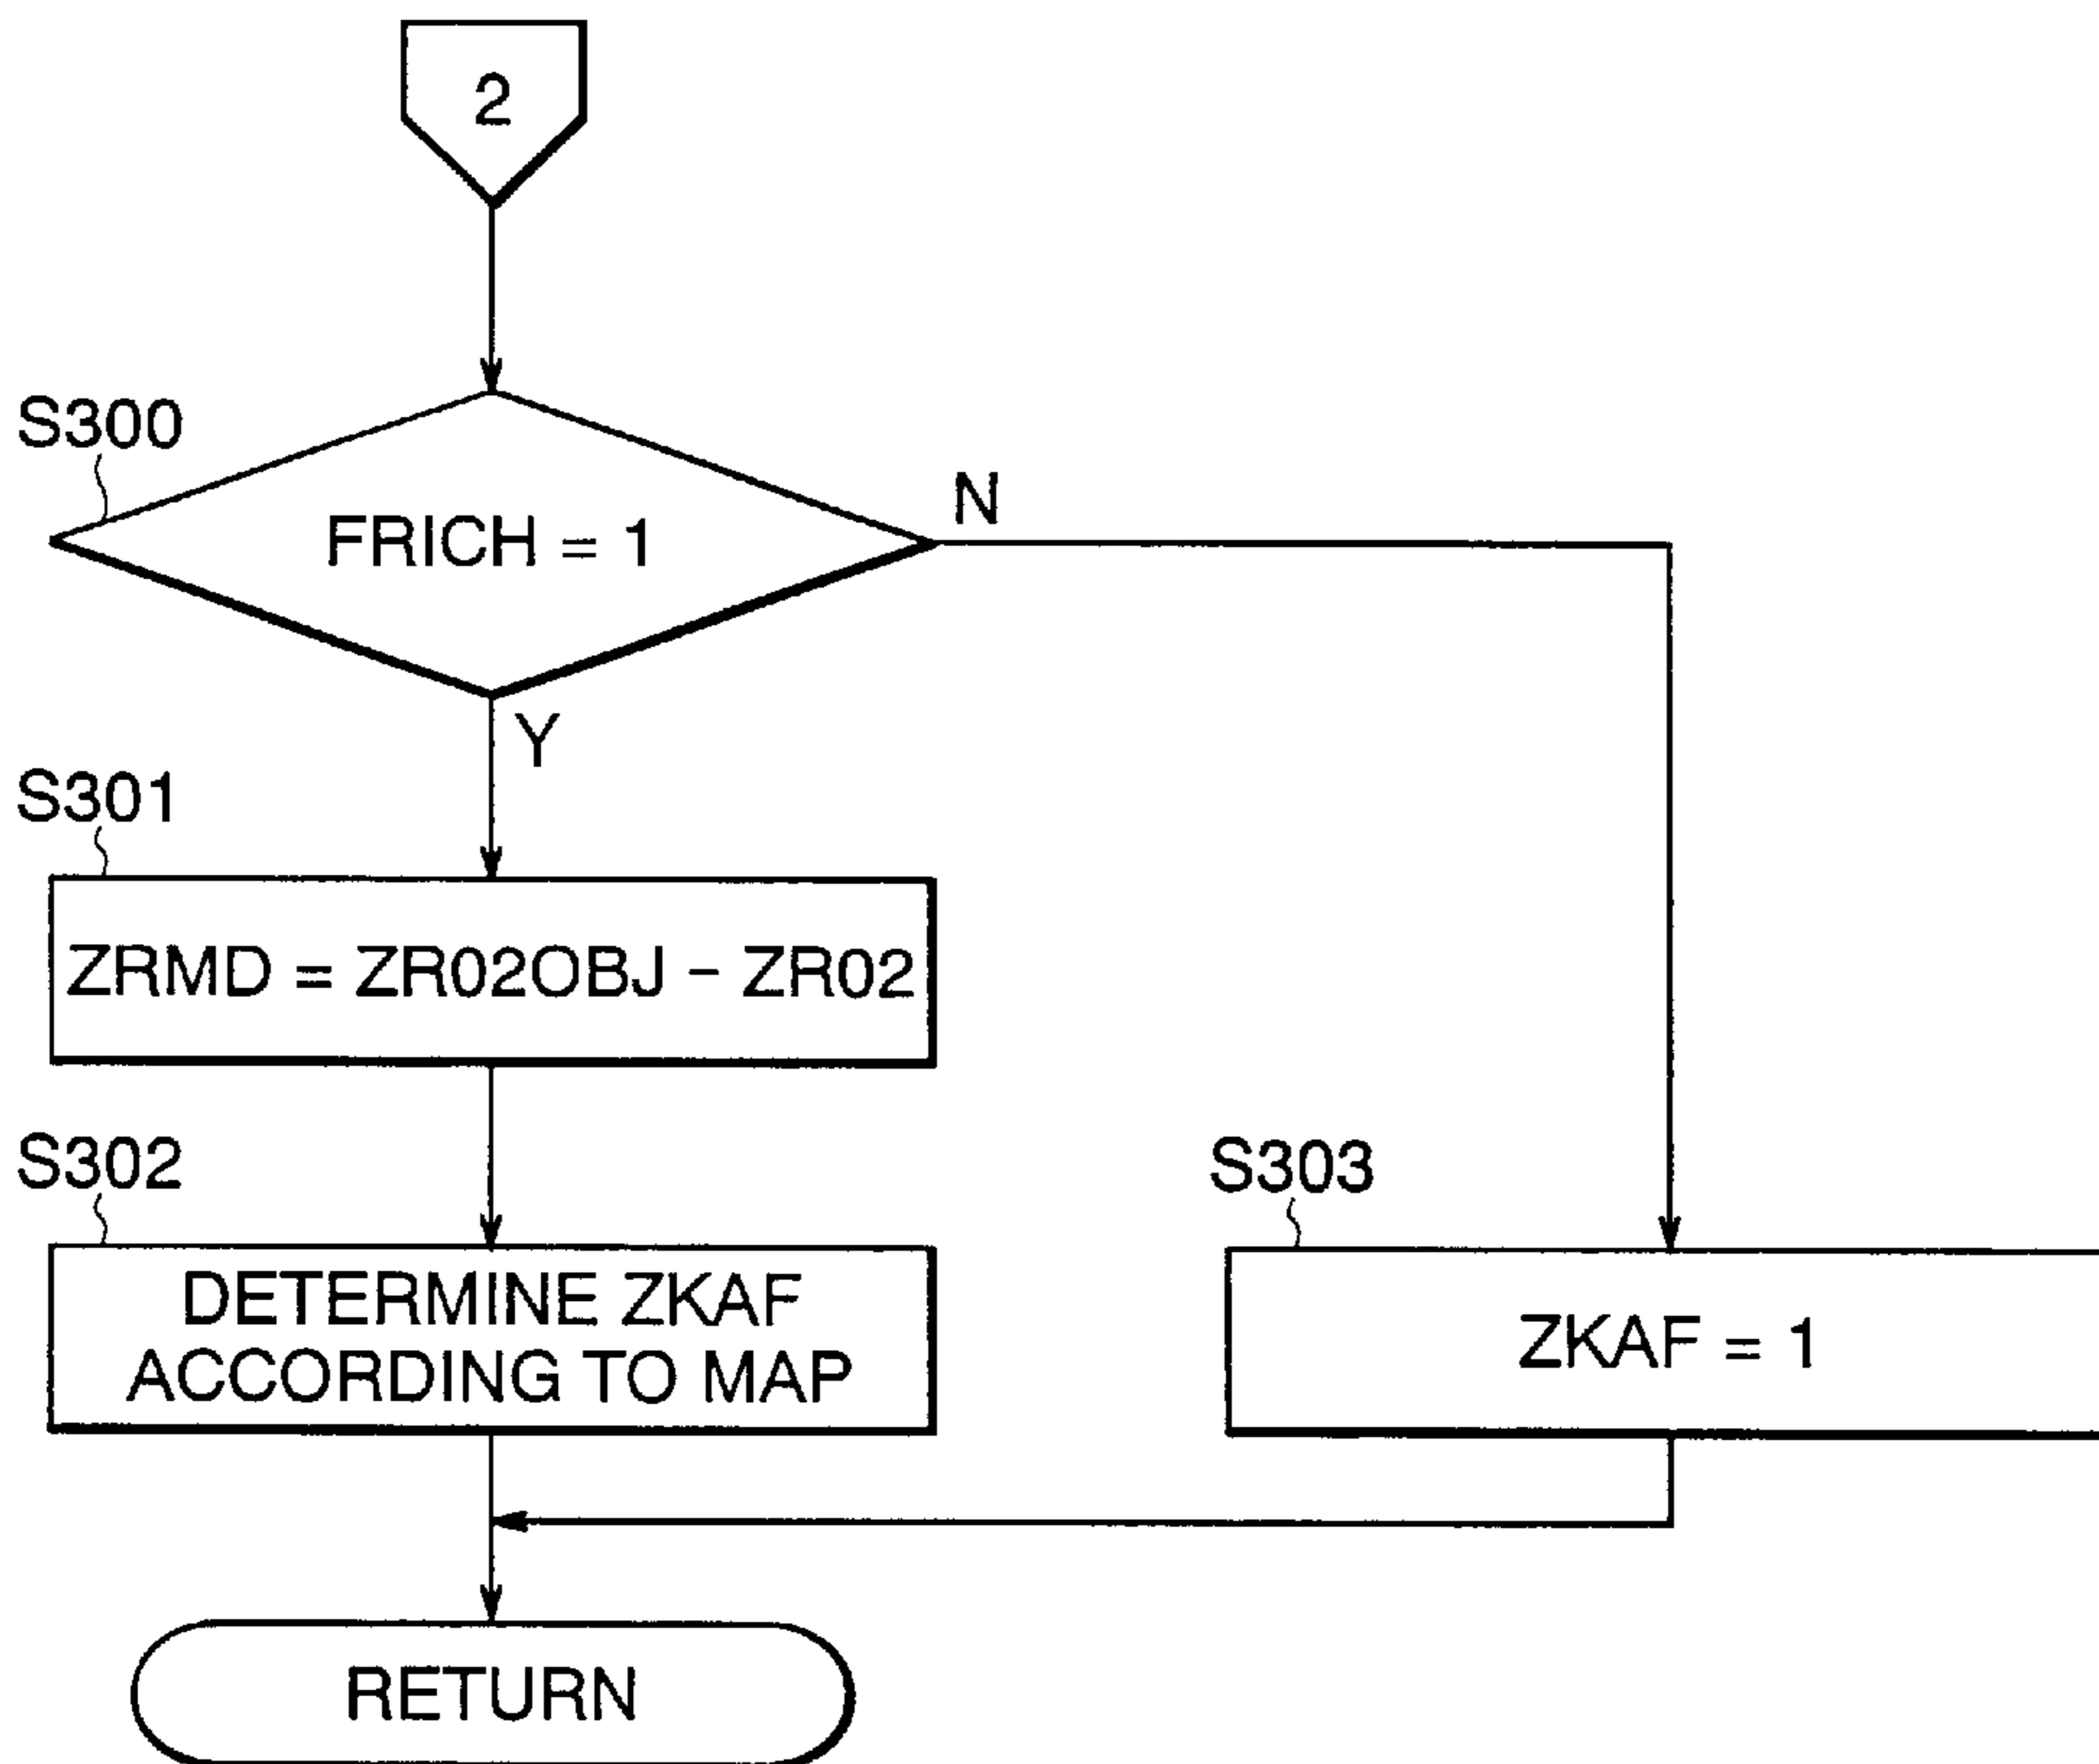 2
S300
FRICH = 1
N
Y
S301
ZRMD = ZR02OBJ - ZR02
S302
DETERMINE ZKAF
ACCORDING TO MAP
S303
ZKAF = 1
RETURN